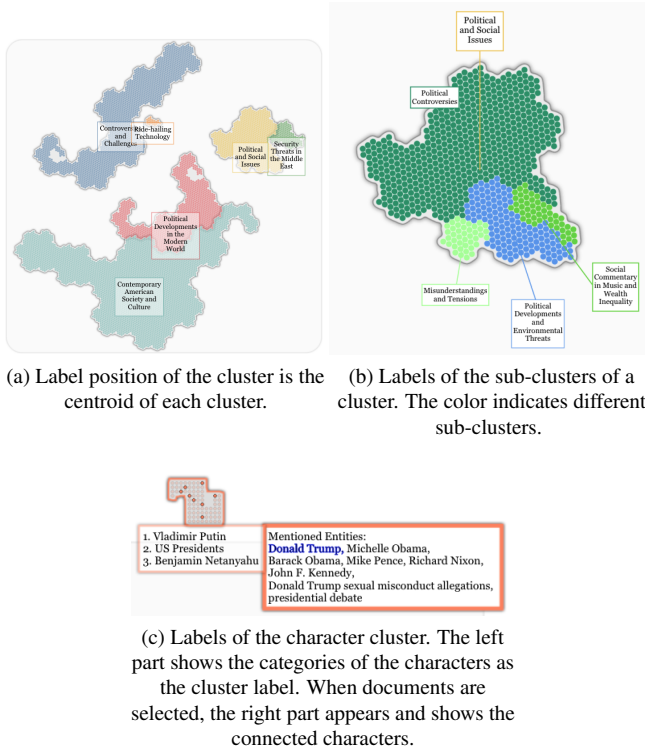 Controver
and
Challenges
Ride-hailing
Technology
Political
and Social
Issues
Security
Threats in
the Middle
East
Political
Developments
in the
Modern
World
Contemporary
American
Society and
Culture
(a) Label position of the cluster is the
centroid of each cluster.
Political
and Social
Issues
Political
Controversies
Misunderstandings
and Tensions
Political
Developments
and
Environmental
Threats
Social
Commentary
in Music and
Wealth
Inequality
(b) Labels of the sub-clusters of a
cluster. The color indicates different
sub-clusters.
1. Vladimir Putin
2. US Presidents
3. Benjamin Netanyahu
Mentioned Entities:
Donald Trump, Michelle Obama,
Barack Obama, Mike Pence, Richard Nixon,
John F. Kennedy,
Donald Trump sexual misconduct allegations,
presidential debate
(c) Labels of the character cluster. The left
part shows the categories of the characters as
the cluster label. When documents are
selected, the right part appears and shows the
connected characters.